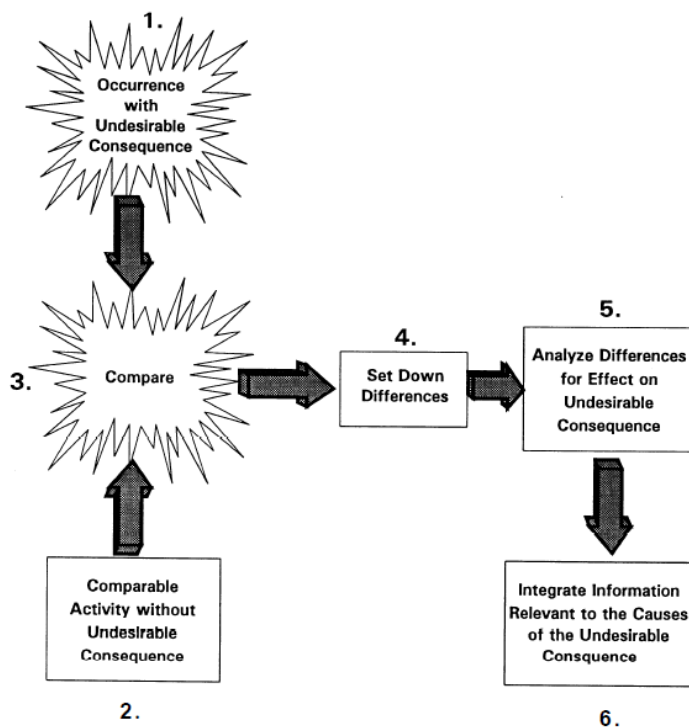 1.
Occurrence
with
Undesirable
Consequence
3.
Compare
4.
Set Down
Differences
5.
Analyze Differences
for Effect on
Undesirable
Consequence
Comparable
Activity without
Undesirable
Consequence
2.
Integrate Information
Relevant to the Causes
of the Undesirable
Consquence
6.